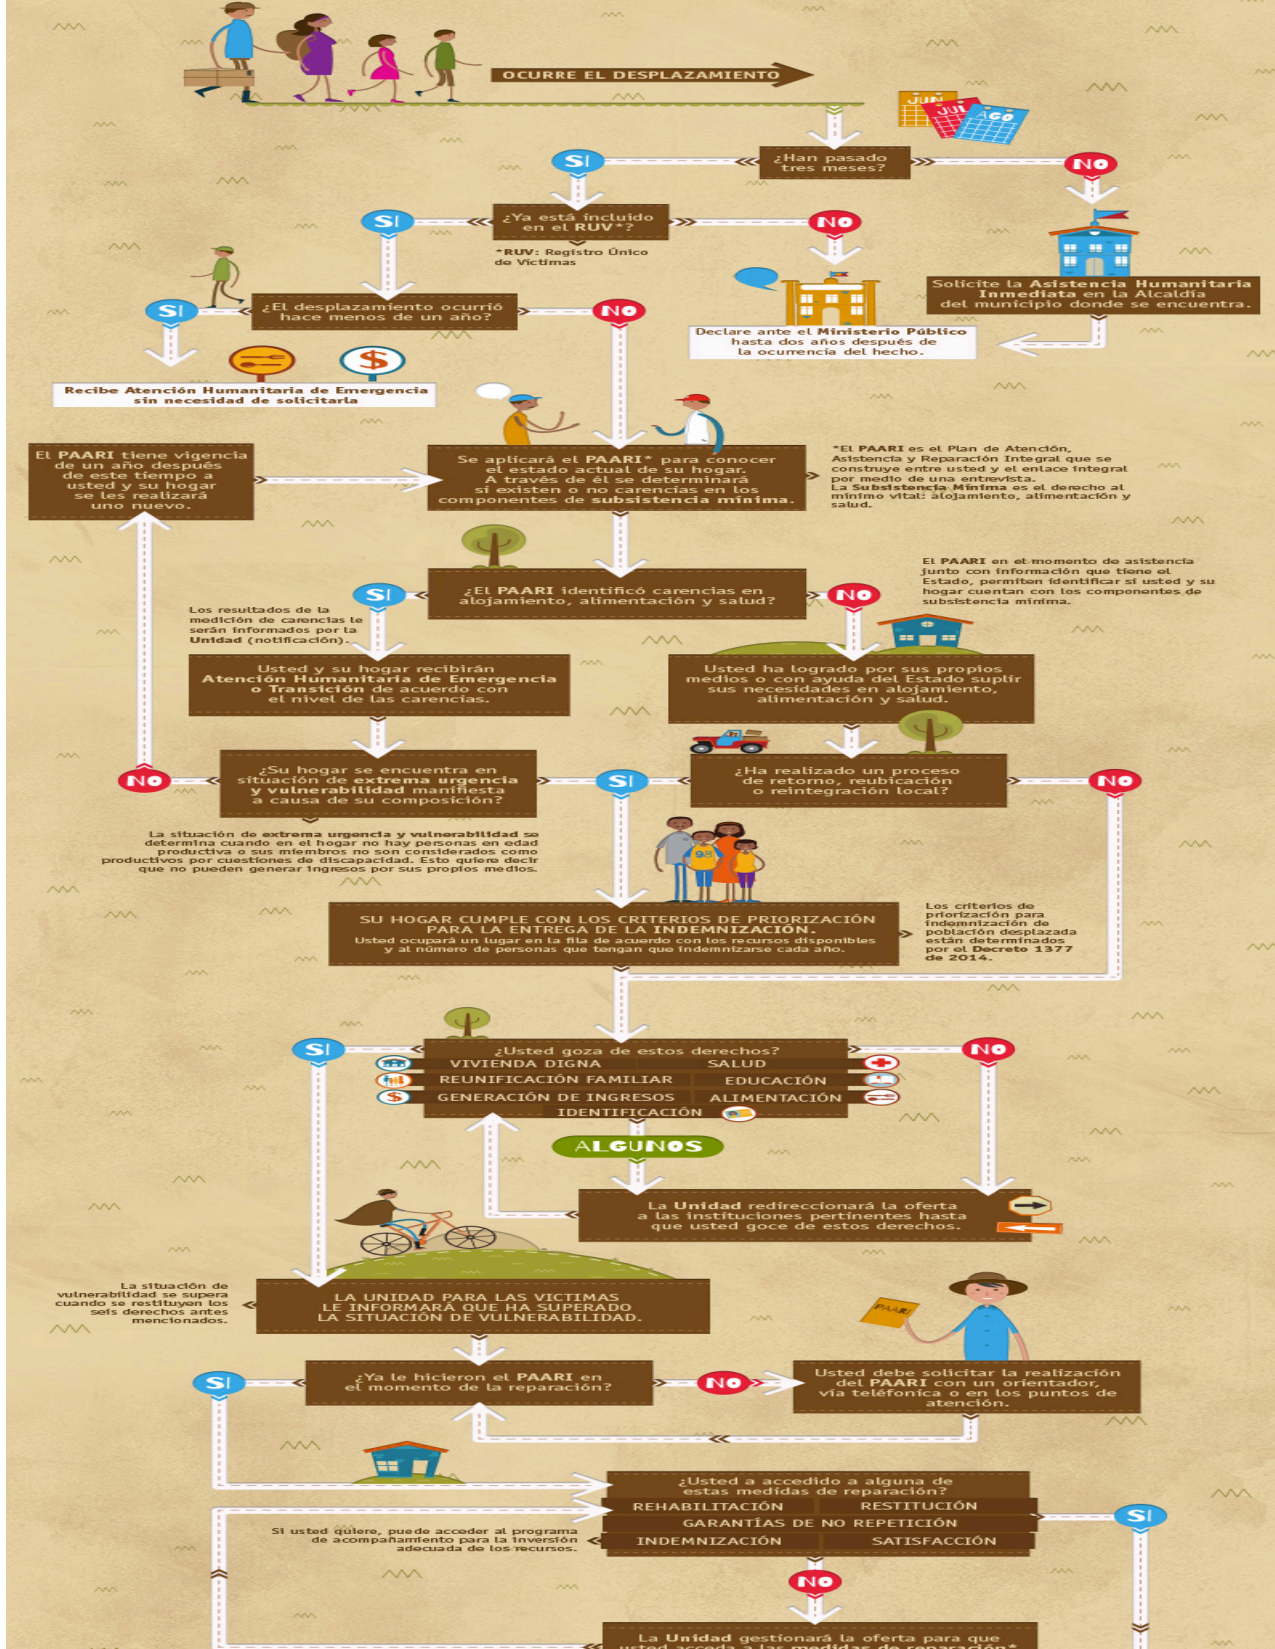 OCURRE EL DESPLAZAMIENTO
JUN
JUL
AGO
¿Han pasado
tres meses?
SI
NO
¿Ya está incluido
en el RUV*?
SI
NO
*RUV: Registro Único
de Víctimas
Solicite la Asistencia Humanitaria
Inmediata en la Alcaldía
del municipio donde se encuentra.
¿El desplazamiento ocurrió
hace menos de un año?
SI
NO
Declare ante el Ministerio Público
hasta dos años después de
la ocurrencia del hecho.
Recibe Atención Humanitaria de Emergencia
sin necesidad de solicitarla
El PAARI tiene vigencia
de un año después
de este tiempo a
usted y su hogar
se les realizará
uno nuevo.
Se aplicará el PAARI* para conocer
el estado actual de su hogar.
A través de él se determinará
si existen o no carencias en los
componentes de subsistencia mínima.
*El PAARI es el Plan de Atención,
Asistencia y Reparación Integral que se
construye entre usted y el enlace integral
por medio de una entrevista.
La Subsistencia Mínima es el derecho al
mínimo vital: alojamiento, alimentación y
salud.
¿El PAARI identificó carencias en
alojamiento, alimentación y salud?
SI
NO
El PAARI en el momento de asistencia
junto con información que tiene el
Estado, permiten identificar si usted y su
hogar cuentan con los componentes de
subsistencia mínima.
Los resultados de la
medición de carencias le
serán informados por la
Unidad (notificación).
Usted y su hogar recibirán
Atención Humanitaria de Emergencia
o Transición de acuerdo con
el nivel de las carencias.
Usted ha logrado por sus propios
medios o con ayuda del Estado suplir
sus necesidades en alojamiento,
alimentación y salud.
NO
¿Su hogar se encuentra en
situación de extrema urgencia
y vulnerabilidad manifiesta
a causa de su composición?
SI
¿Ha realizado un proceso
de retorno, reubicación
o reintegración local?
NO
La situación de extrema urgencia y vulnerabilidad se
determina cuando en el hogar no hay personas en edad
productiva o sus miembros no son considerados como
productivos por cuestiones de discapacidad. Esto quiere decir
que no pueden generar ingresos por sus propios medios.
98
SU HOGAR CUMPLE CON LOS CRITERIOS DE PRIORIZACIÓN
PARA LA ENTREGA DE LA INDEMNIZACIÓN.
Usted ocupará un lugar en la fila de acuerdo con los recursos disponibles
y al número de personas que tengan que indemnizarse cada año.
Los criterios de
priorización para
indemnización de
población desplazada
están determinados
por el Decreto 1377
de 2014.
SI
¿Usted goza de estos derechos?
NO
VIVIENDA DIGNA SALUD
REUNIFICACIÓN FAMILIAR EDUCACIÓN
GENERACIÓN DE INGRESOS ALIMENTACIÓN
IDENTIFICACIÓN
ALGUNOS
La Unidad redireccionará la oferta
a las instituciones pertinentes hasta
que usted goce de estos derechos.
La situación de
vulnerabilidad se supera
cuando se restituyen los
seis derechos antes
mencionados.
LA UNIDAD PARA LAS VICTIMAS
LE INFORMARÁ QUE HA SUPERADO
LA SITUACIÓN DE VULNERABILIDAD.
PAARI
SI
¿Ya le hicieron el PAARI en
el momento de la reparación?
NO
Usted debe solicitar la realización
del PAARI con un orientador,
vía teléfonica o en los puntos de
atención.
¿Usted a accedido a alguna de
estas medidas de reparación?
REHABILITACIÓN RESTITUCIÓN
GARANTÍAS DE NO REPETICIÓN
INDEMNIZACIÓN SATISFACCIÓN
SI
Si usted quiere, puede acceder al programa
de acompañamiento para la inversión
adecuada de los recursos.
NO
La Unidad gestionará la oferta para que
usted acceda a las medidas de reparación*